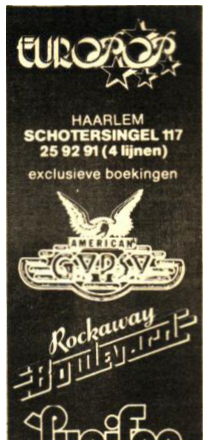 EUROPOP
HAARLEM
SCHOTERSINGEL 117
25 92 91 (4 lijnen)
exclusieve boekingen
AMERICAN
GYPSY
Rockaway
Boulevard